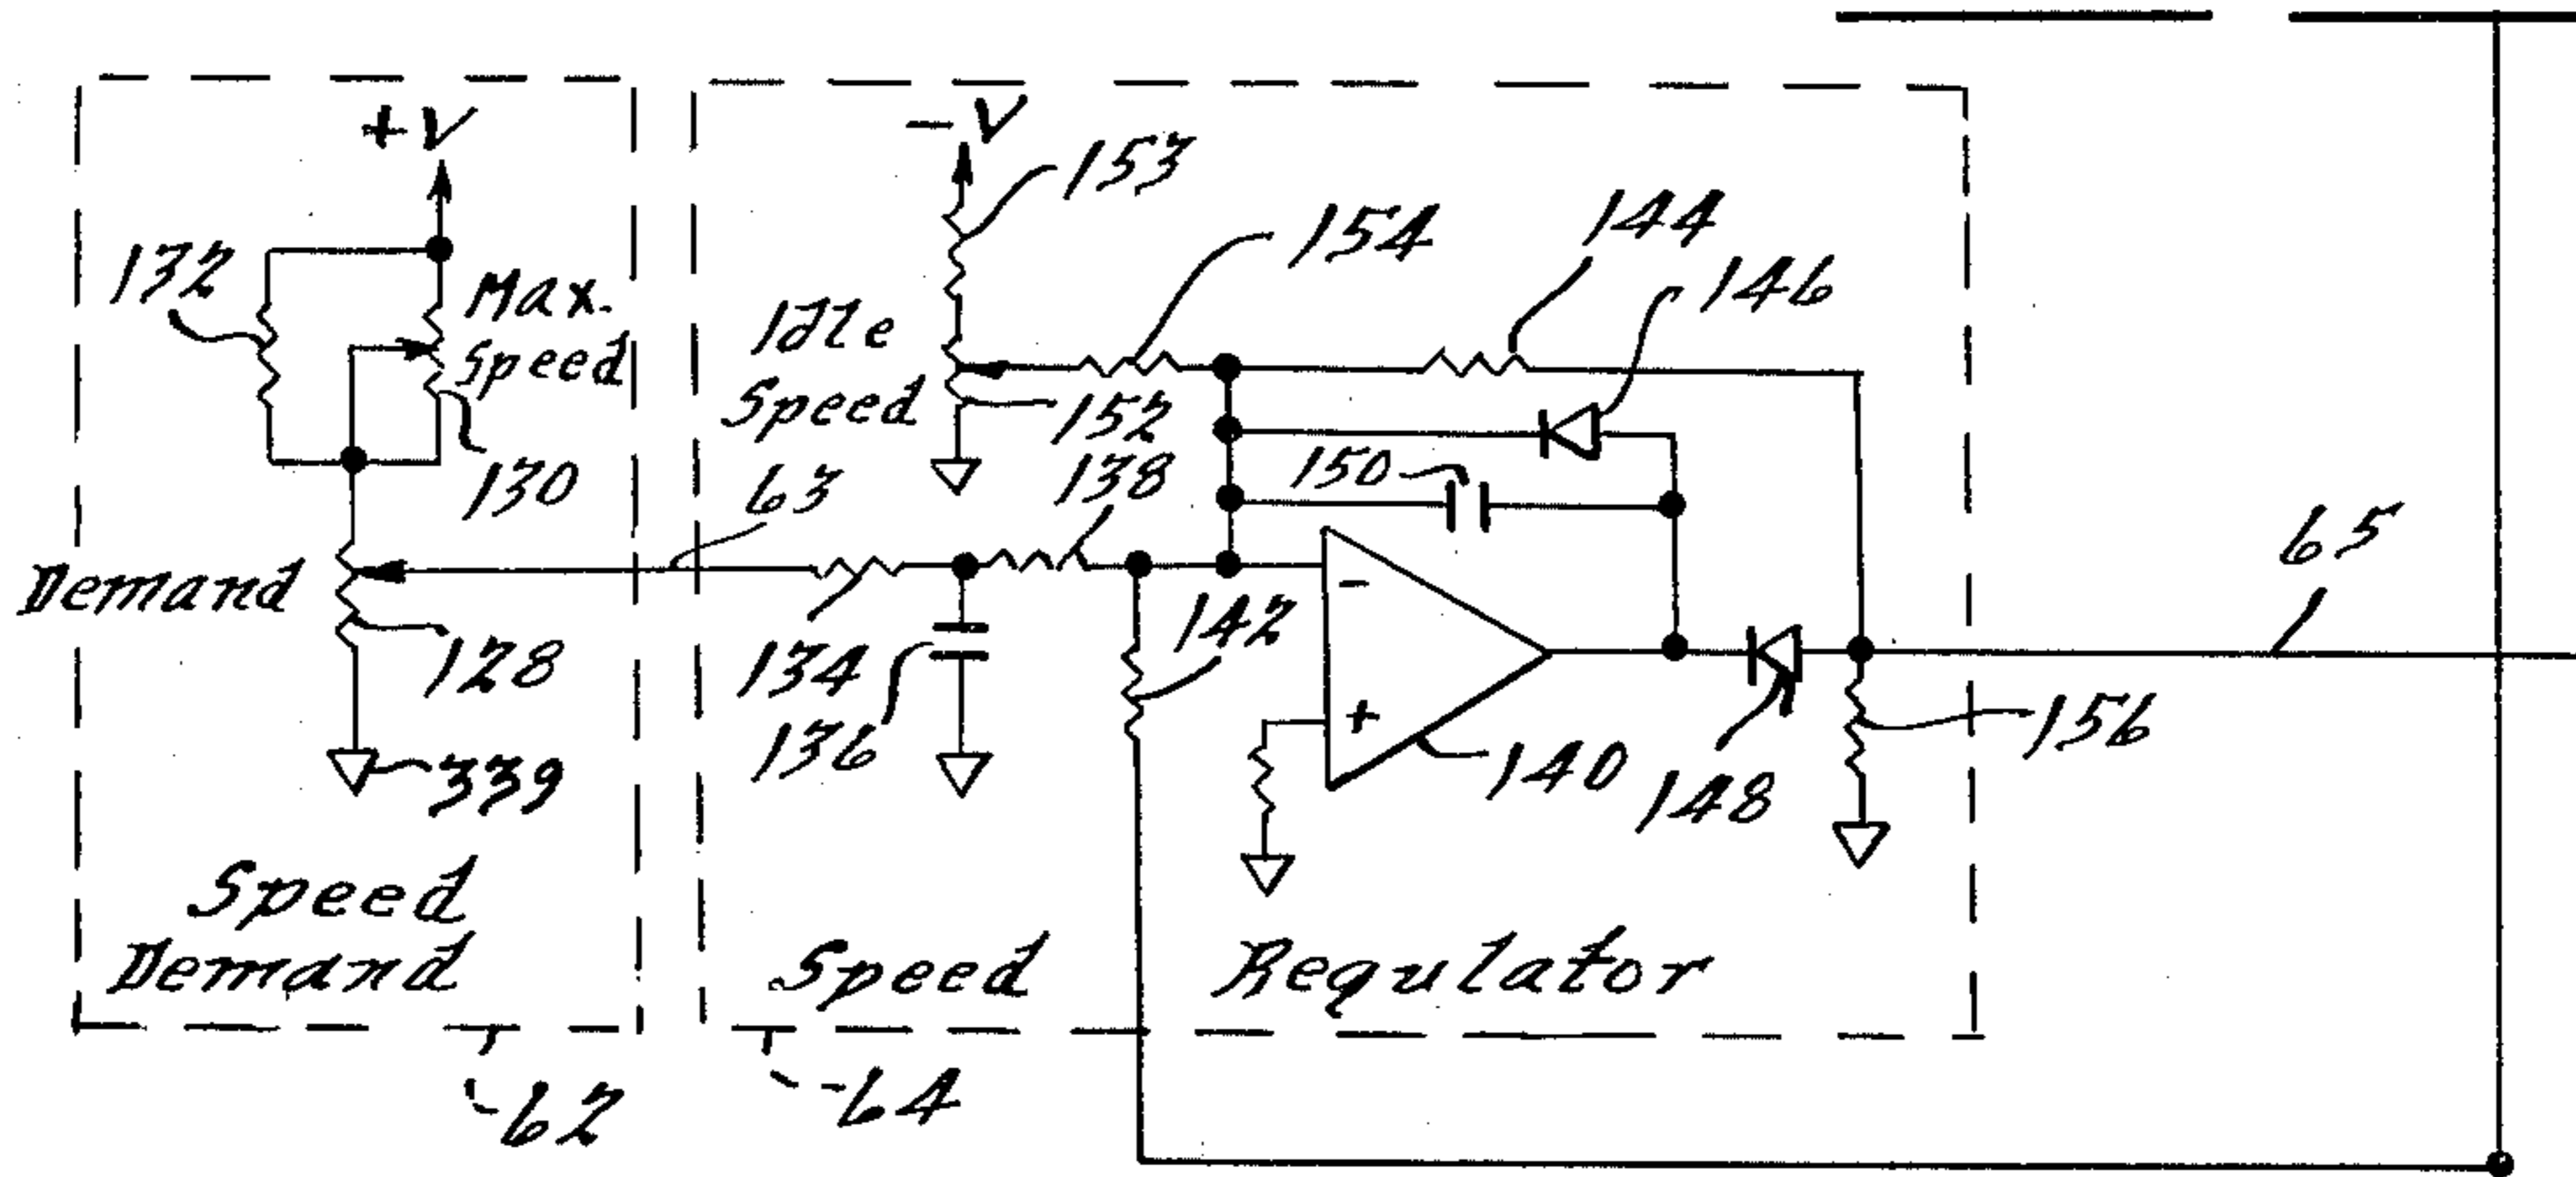 +V
132
Max.
Speed
130
Demand
128
339
Speed
Demand
62
-V
153
154
144
146
Idle
Speed
152
150
63
138
65
134
136
142
-
+
140
148
156
Speed Regulator
64